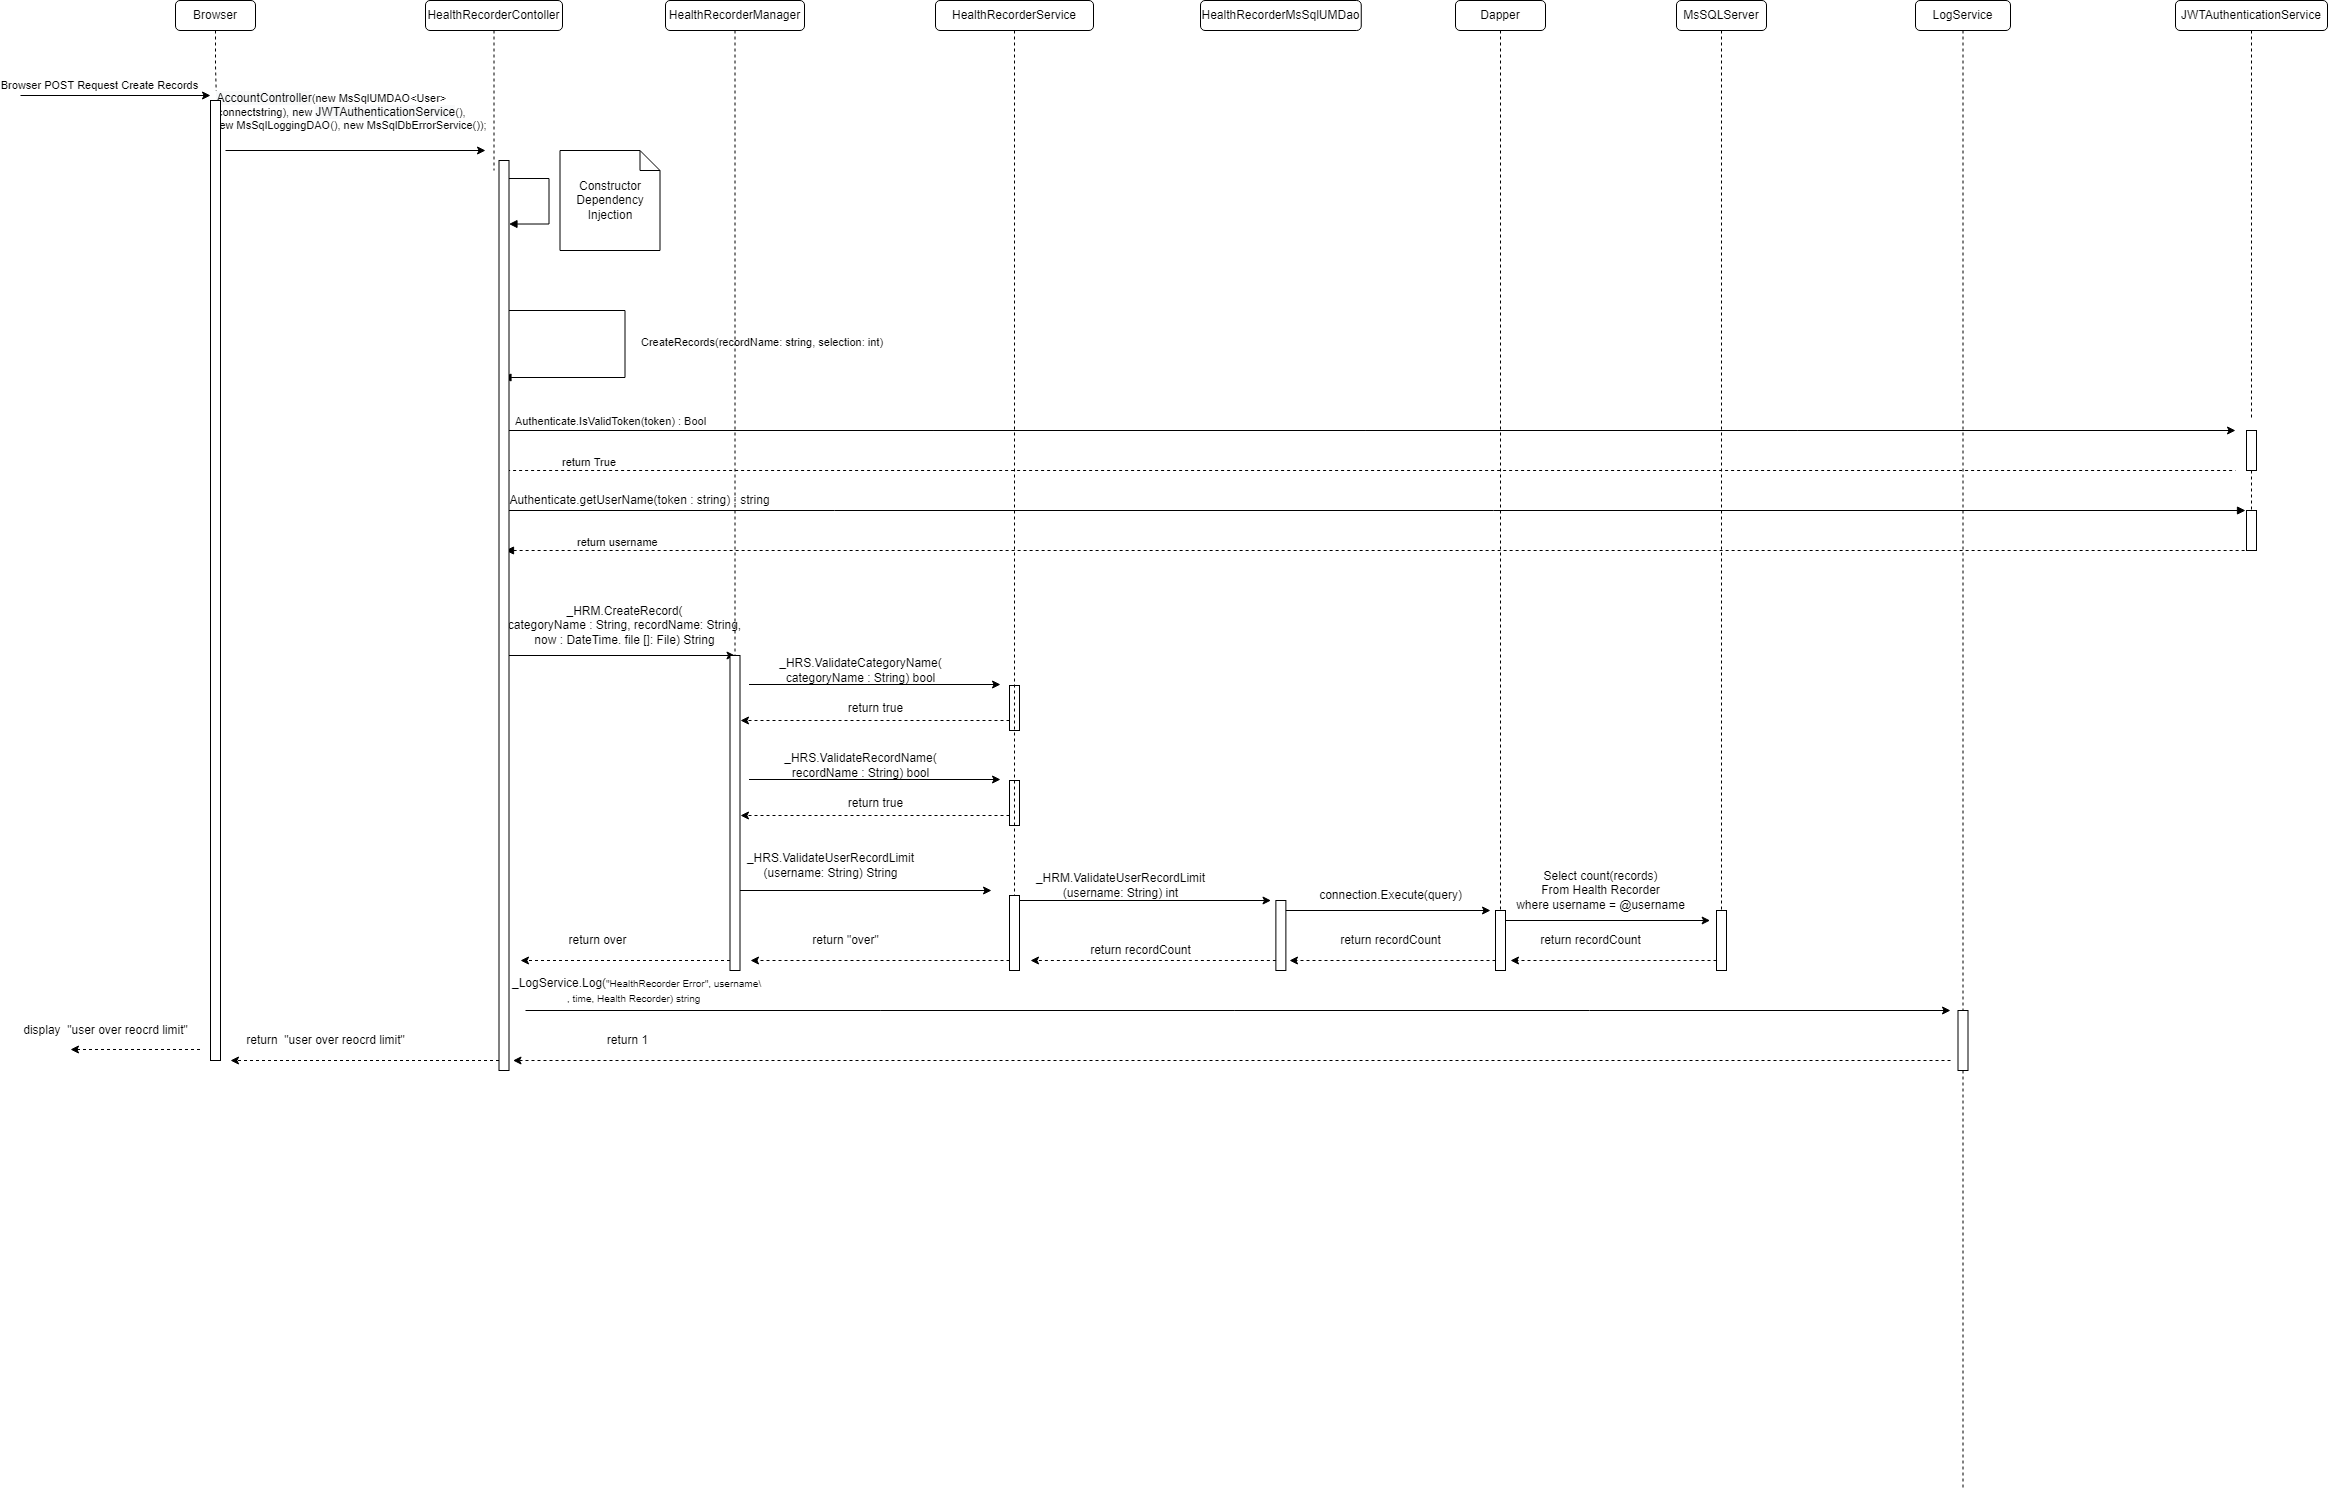 Browser
HealthRecorderContoller
HealthRecorderManager
HealthRecorderService
HealthRecorderMsSqlUMDao
Dapper
MsSQLServer
LogService
JWTAuthenticationService
Browser POST Request Create Records
AccountController(new MsSqlUMDAO<User>
connectstring), new JWTAuthenticationService(),
new MsSqlLoggingDAO(), new MsSqlDbErrorService());
Constructor
Dependency
Injection
CreateRecords(recordName: string, selection: int)
Authenticate.IsValidToken(token) : Bool
return True
Authenticate.getUserName(token : string) : string
return username
_HRM.CreateRecord(
categoryName : String, recordName: String,
now : DateTime. file []: File) String
_HRS.ValidateCategoryName(
categoryName : String) bool
return true
_HRS.ValidateRecordName(
recordName : String) bool
return true
_HRS.ValidateUserRecordLimit
(username: String) String
_HRM.ValidateUserRecordLimit
(username: String) int
connection.Execute(query)
Select count(records)
From Health Recorder
where username = @username
return over
return "over"
return recordCount
return recordCount
return recordCount
_LogService.Log("HealthRecorder Error", username\
, time, Health Recorder) string
display "user over reocrd limit"
return "user over reocrd limit"
return 1